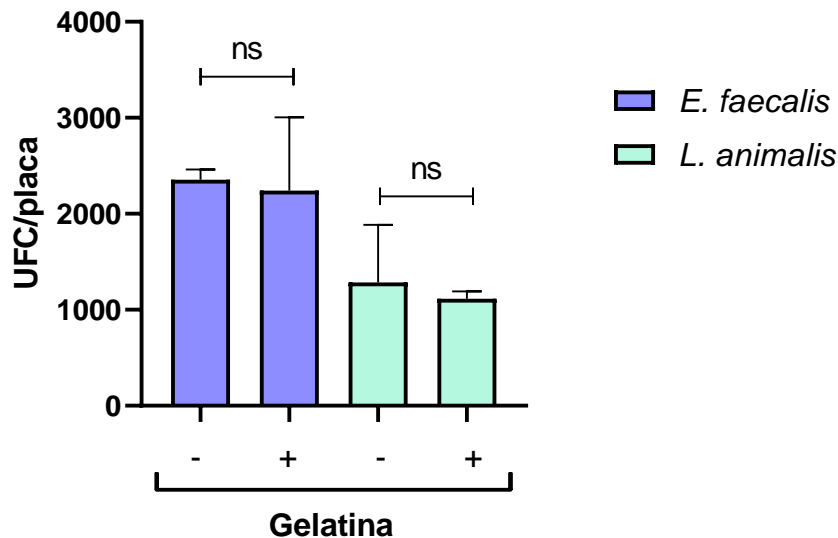 4000
3000
2000
1000
0
UFC/placa
ns
ns
E. faecalis
L. animalis
- + - +
Gelatina